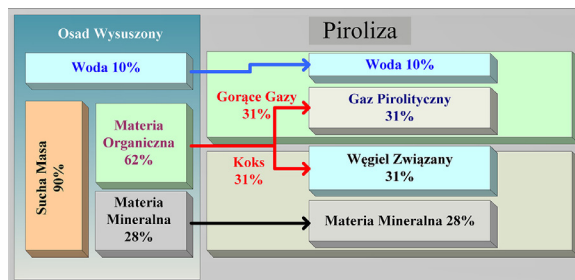 Osad Wysuszony
Piroliza
Woda 10%
Woda 10%
Gorące Gazy
31%
Gaz Pirolityczny
31%
Sucha Masa
90%
Materia
Organiczna
62%
Koks
31%
Węgiel Związany
31%
Materia
Mineralna
28%
Materia Mineralna 28%